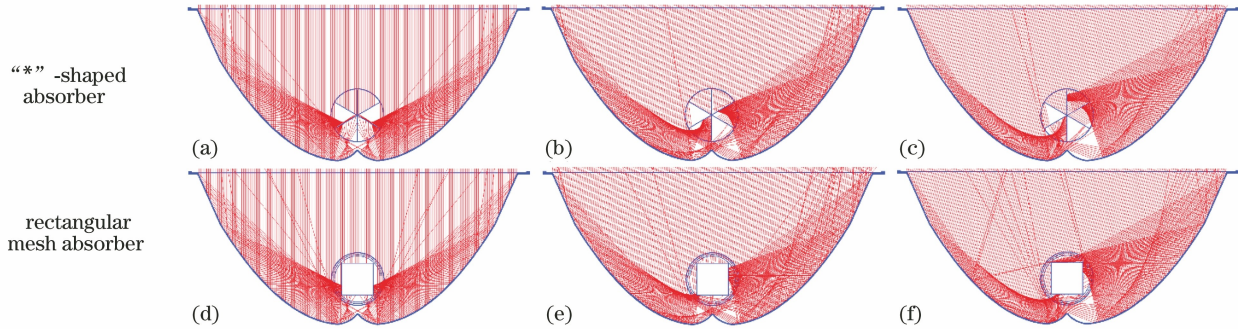 “*” -shaped
absorber
(a)
(b)
(c)
rectangular
mesh absorber
(d)
(e)
(f)